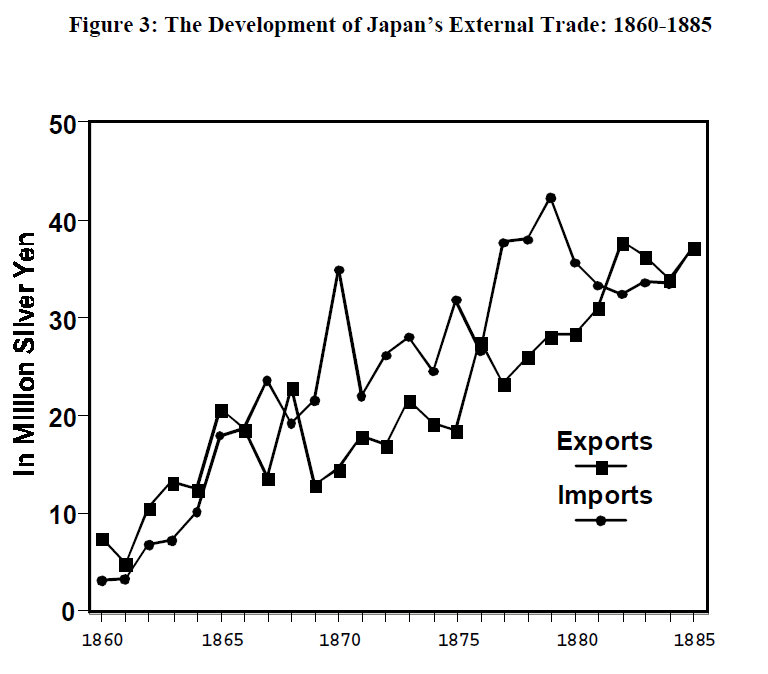 Figure 3: The Development of Japan's External Trade: 1860-1885
50
40
30
20
10
0
In Million Silver Yen
Exports
Imports
1860 1865 1870 1875 1880 1885